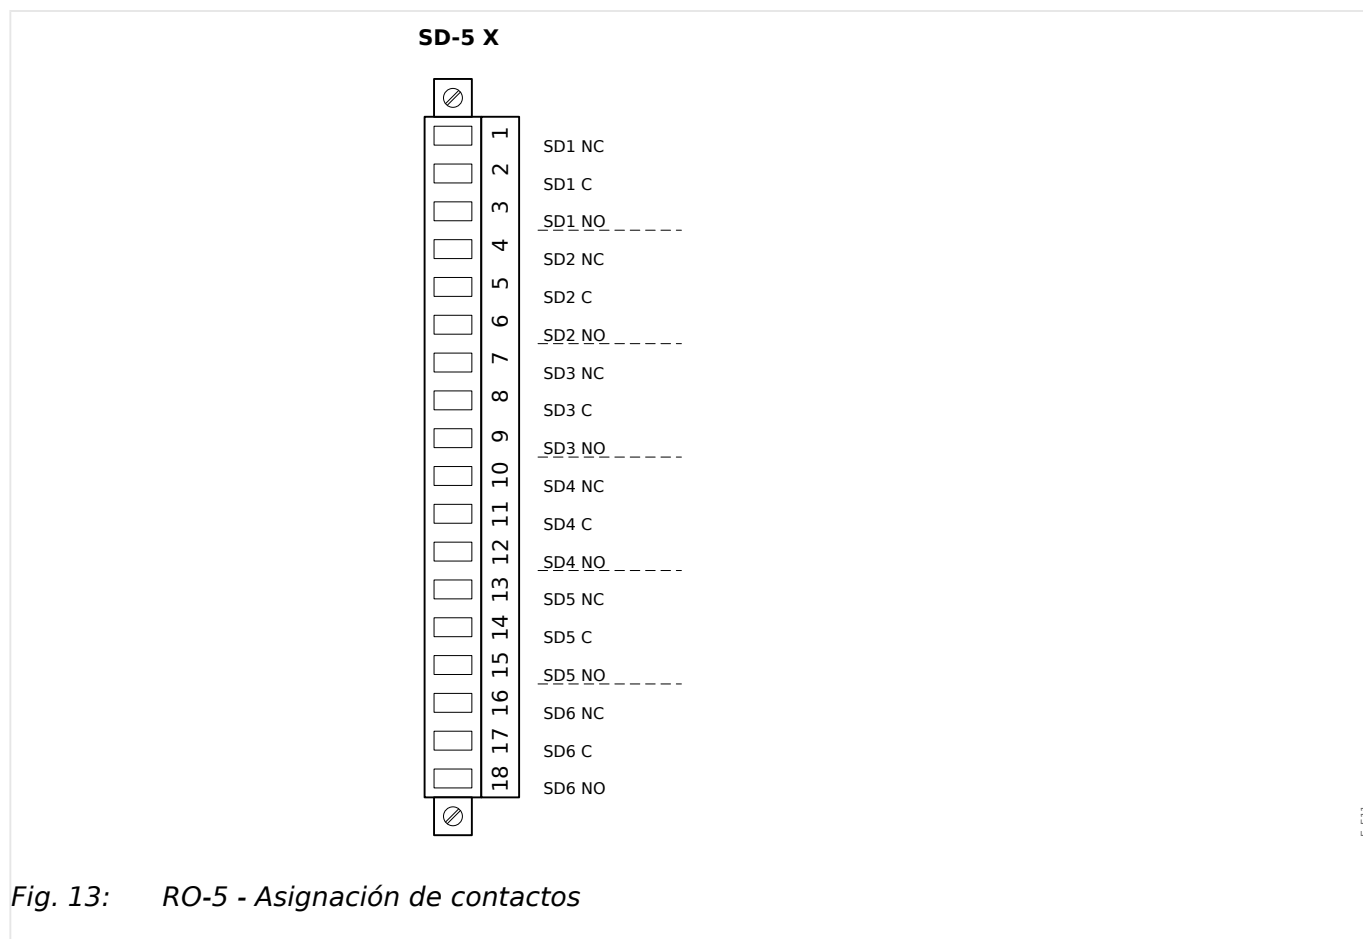 SD-5 X
1 SD1 NC
2 SD1 C
3 SD1 NO
4 SD2 NC
5 SD2 C
6 SD2 NO
7 SD3 NC
8 SD3 C
9 SD3 NO
10 SD4 NC
11 SD4 C
12 SD4 NO
13 SD5 NC
14 SD5 C
15 SD5 NO
16 SD6 NC
17 SD6 C
18 SD6 NO
Fig. 13: RO-5 - Asignación de contactos